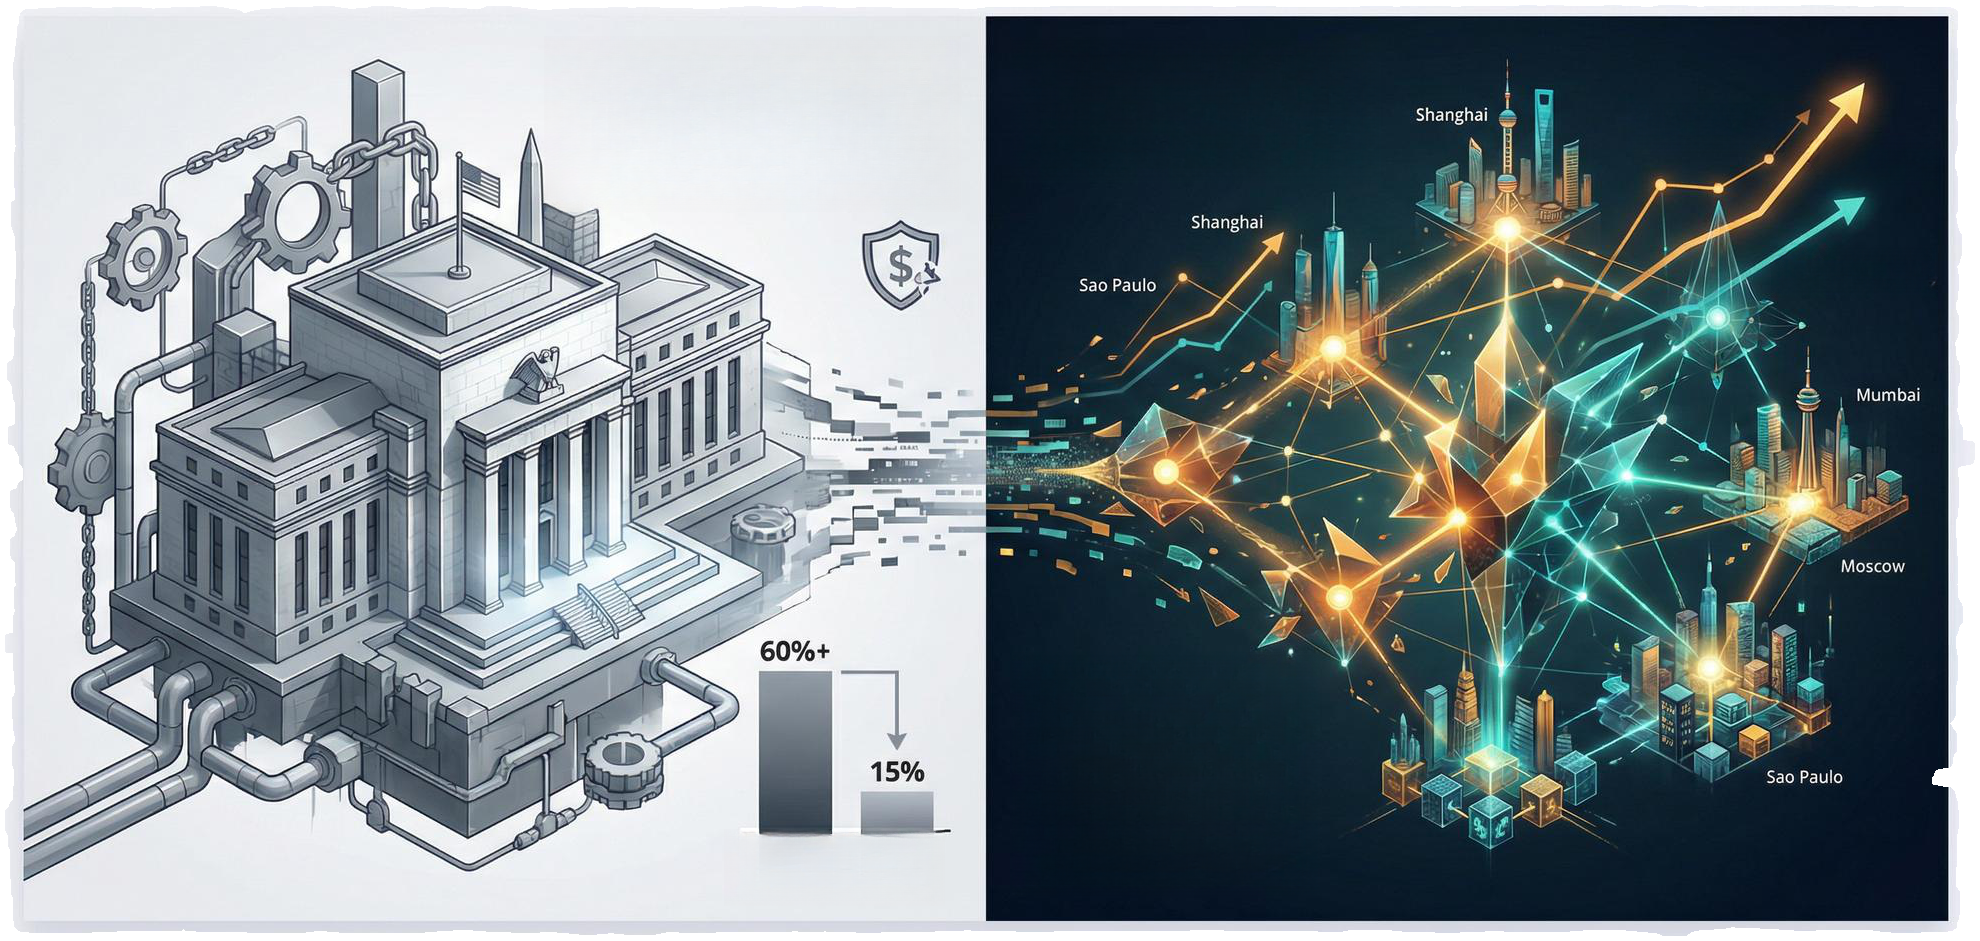 $
60%+
15%
Shanghai
Shanghai
Sao Paulo
Mumbai
Moscow
Sao Paulo